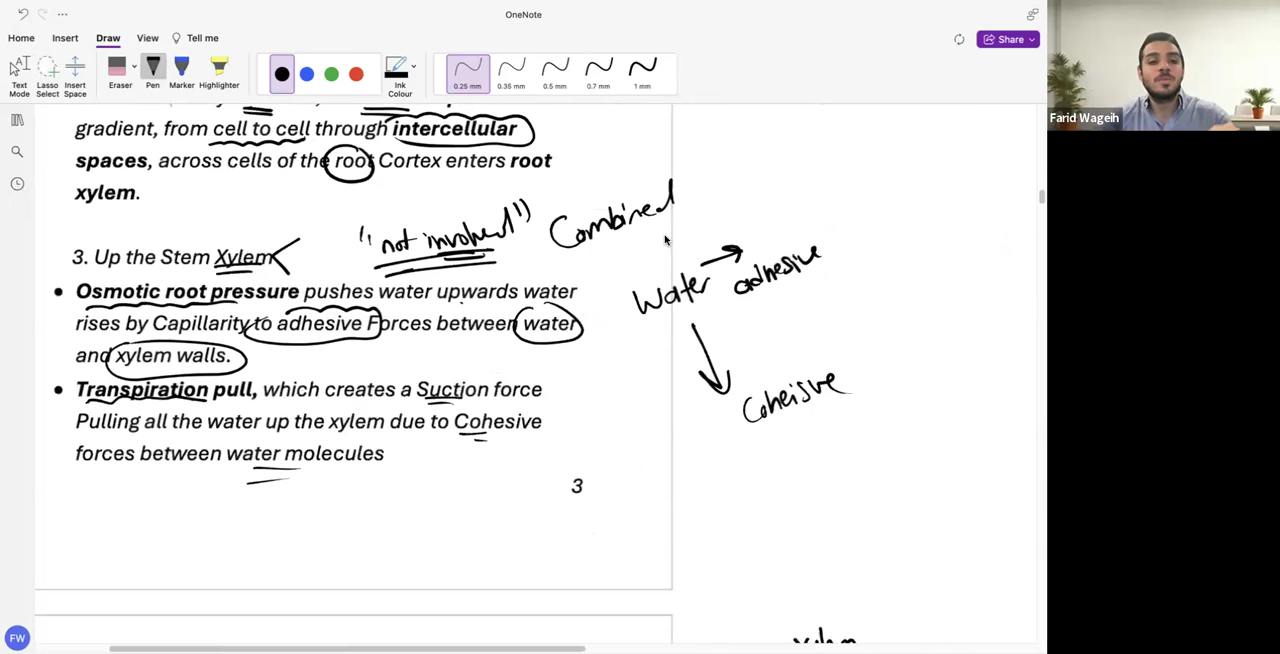 OneNote
Home Insert Draw View Tell me
Share
Text Mode
Lasso Select
Insert Space
Eraser
Pen
Marker
Highlighter
Ink Colour
0.25 mm
0.35 mm
0.5 mm
0.7 mm
1 mm
Farid Wageih
gradient, from cell to cell through intercellular
spaces, across cells of the root Cortex enters root
xylem.
"not involved") Combined
3. Up the Stem Xylem
Water → adhesive
Osmotic root pressure pushes water upwards water
rises by Capillarity to adhesive Forces between water
and xylem walls.
Coheisve
Transpiration pull, which creates a Suction force
Pulling all the water up the xylem due to Cohesive
forces between water molecules
3
FW